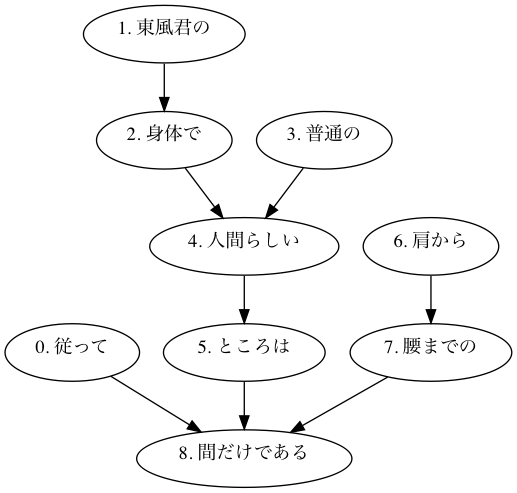 1. 東風君の
2. 身体で
3. 普通の
4. 人間らしい
6. 肩から
0. 従って
5. ところは
7. 腰までの
8. 間だけである